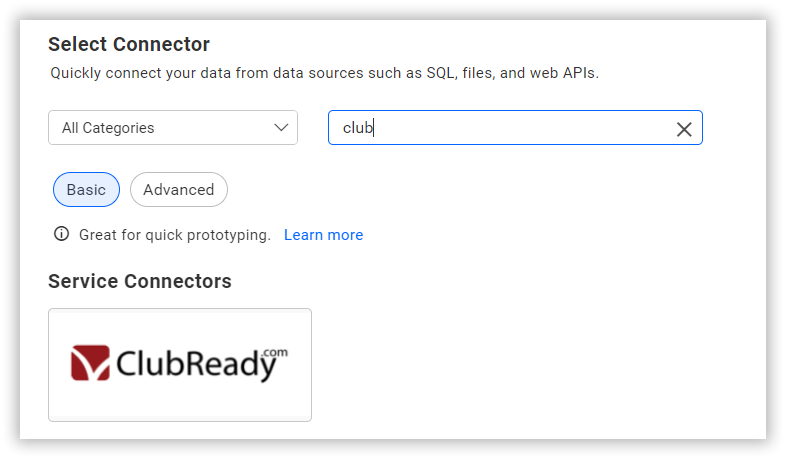 Select Connector
Quickly connect your data from data sources such as SQL, files, and web APIs.
All Categories
club
Basic
Advanced
Great for quick prototyping. Learn more
Service Connectors
ClubReady.com